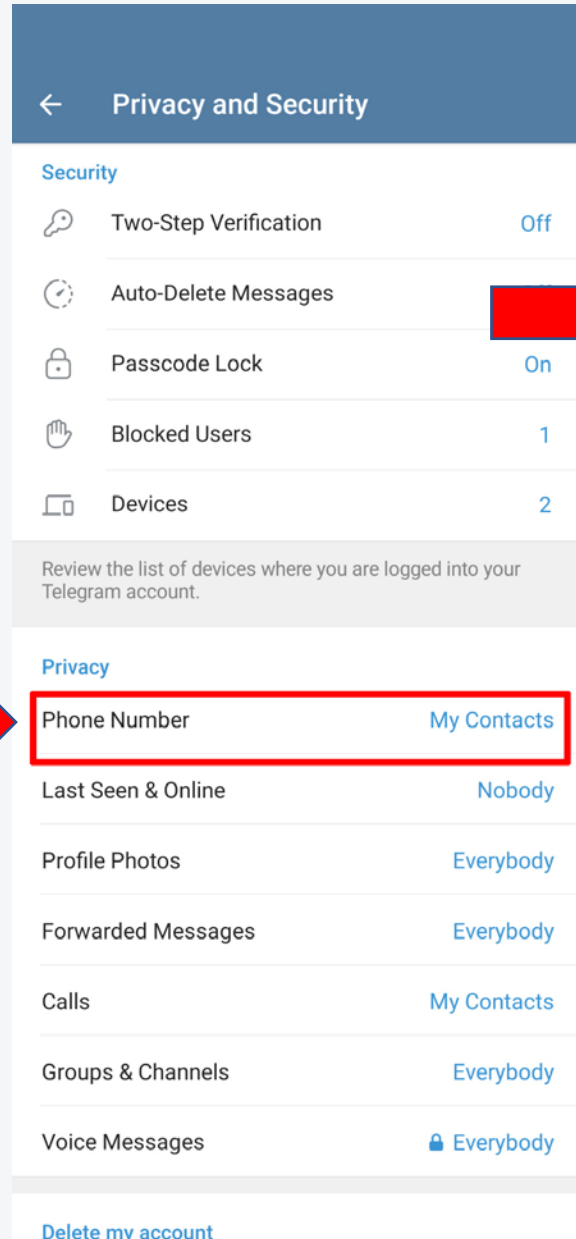 Privacy and Security
Security
Two-Step Verification Off
Auto-Delete Messages
Passcode Lock On
Blocked Users 1
Devices 2
Review the list of devices where you are logged into your
Telegram account.
Privacy
Phone Number My Contacts
Last Seen & Online Nobody
Profile Photos Everybody
Forwarded Messages Everybody
Calls My Contacts
Groups & Channels Everybody
Voice Messages Everybody
Delete my account